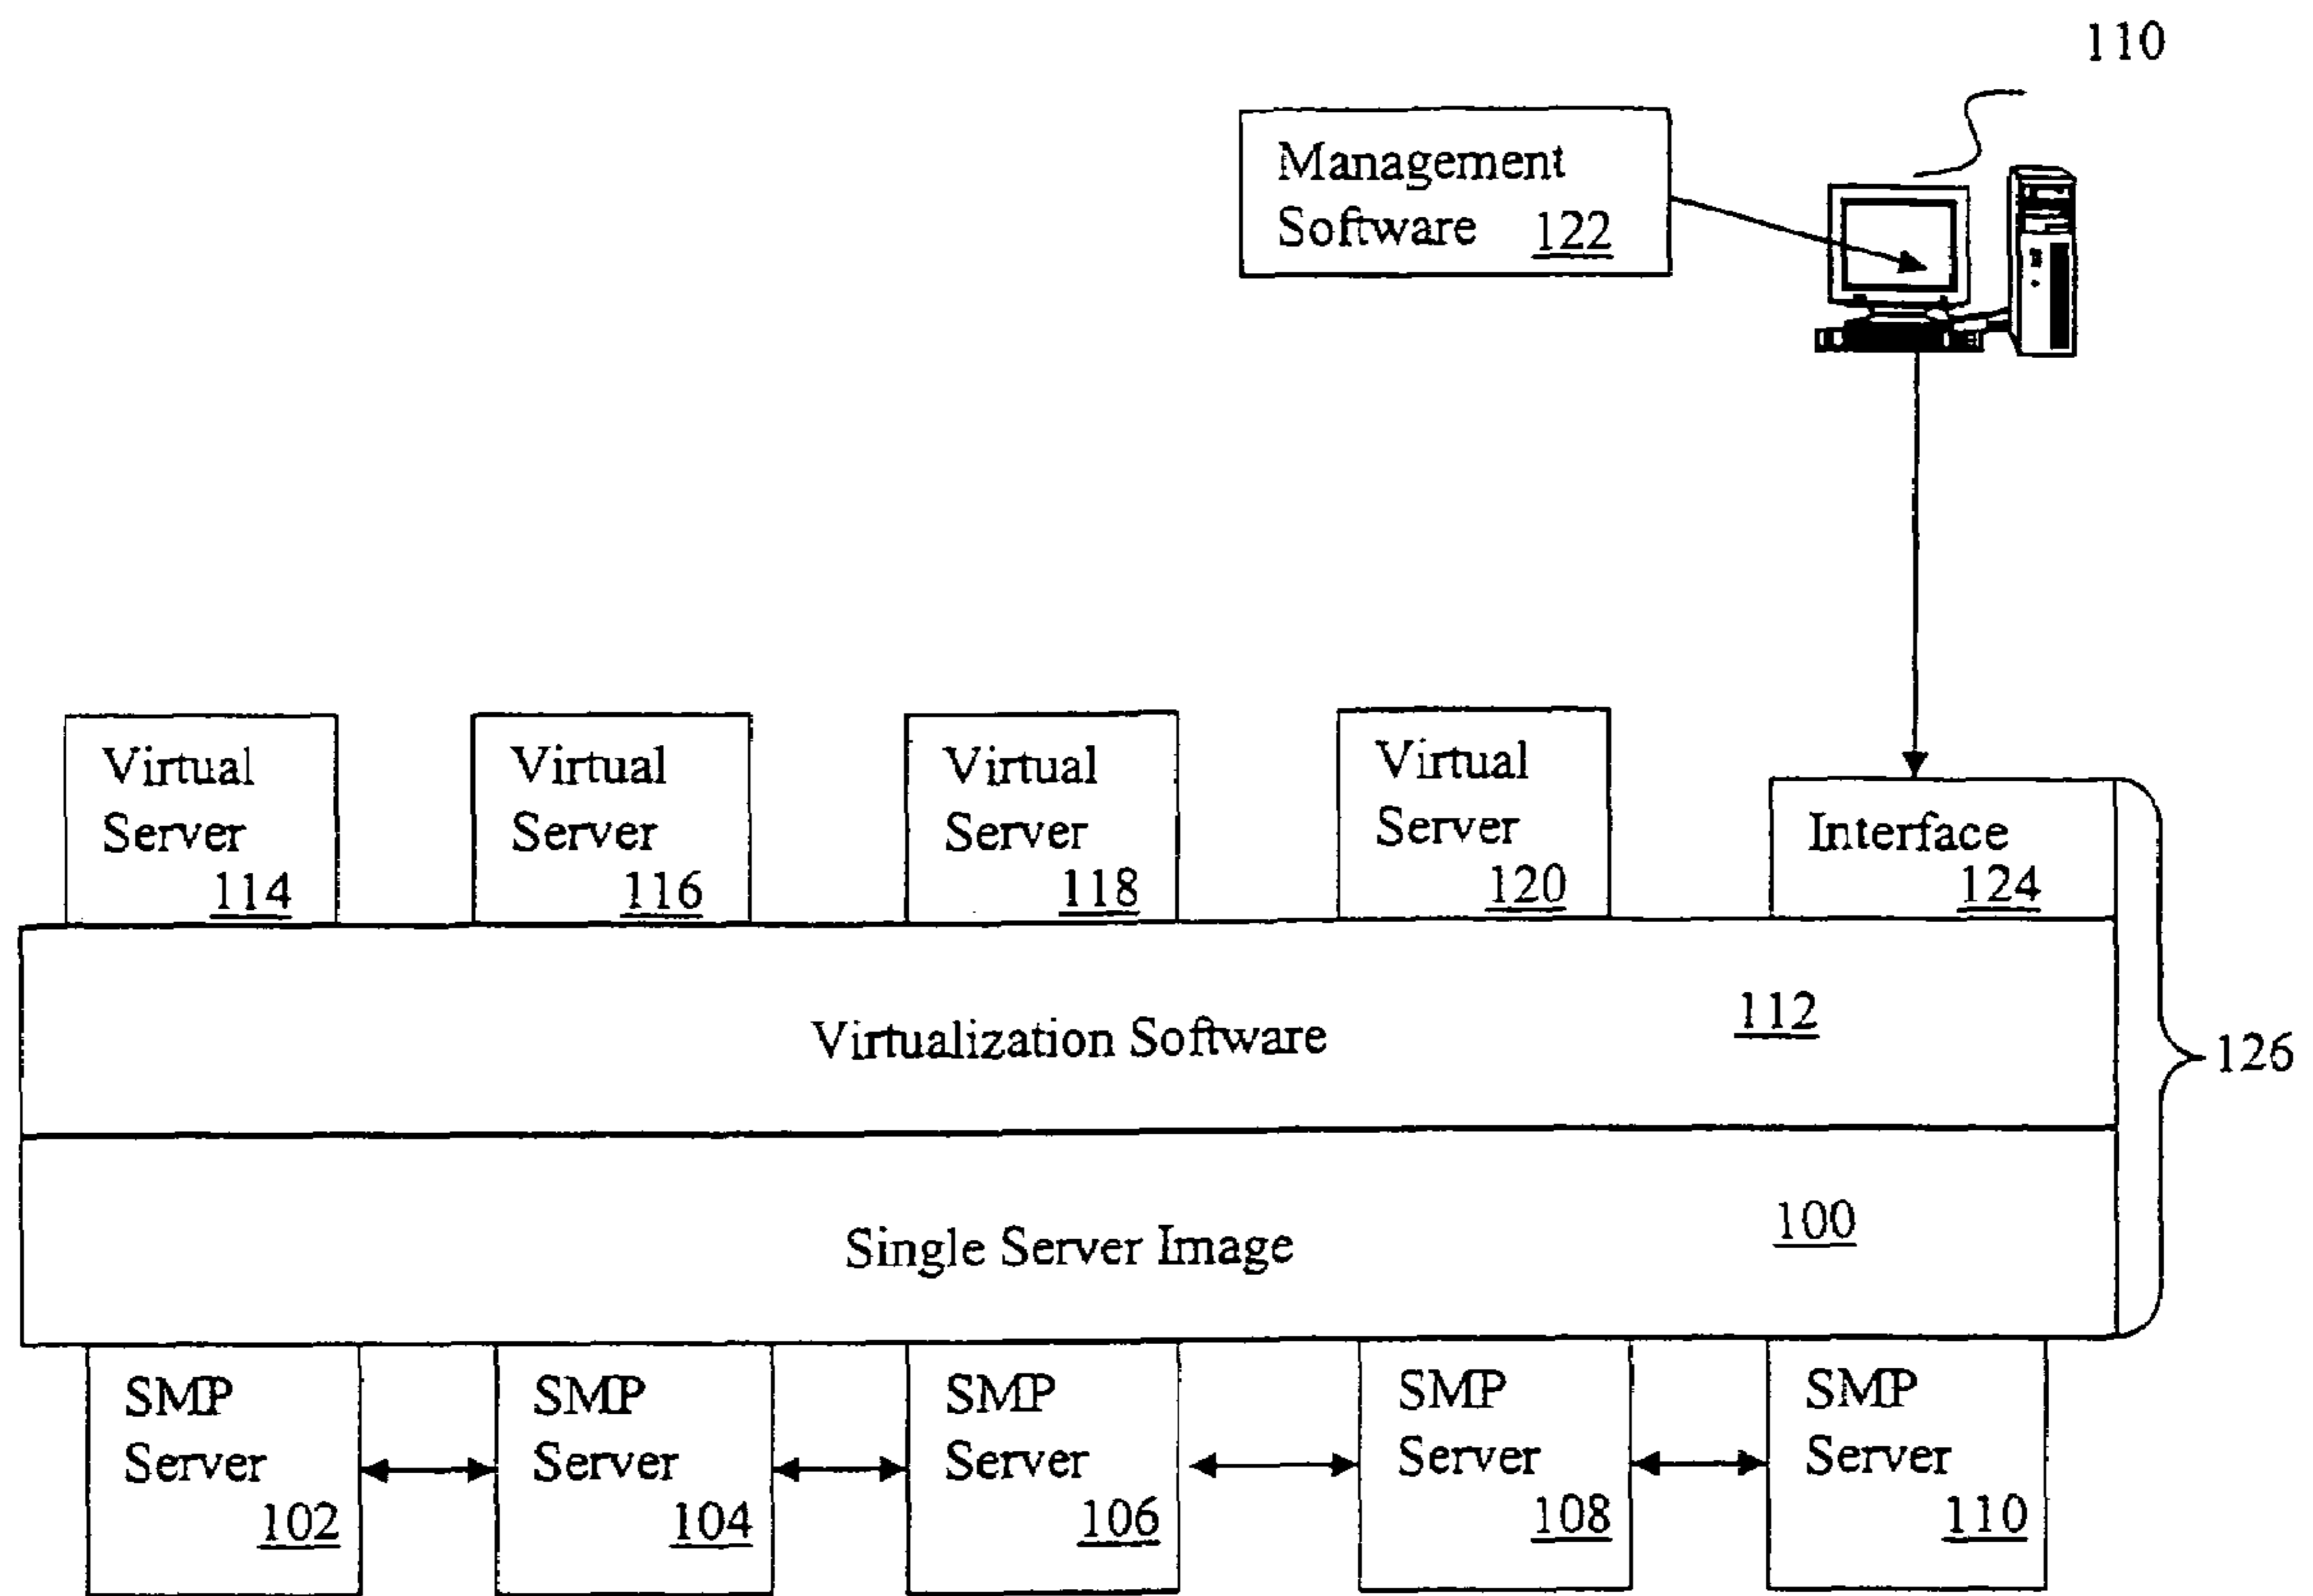 110
Management
Software 122
Virtual
Server
114
Virtual
Server
116
Virtual
Server
118
Virtual
Server
120
Interface
124
Virtualization Software
112
126
Single Server Image
100
SMP
Server
102
SMP
Server
104
SMP
Server
106
SMP
Server
108
SMP
Server
110